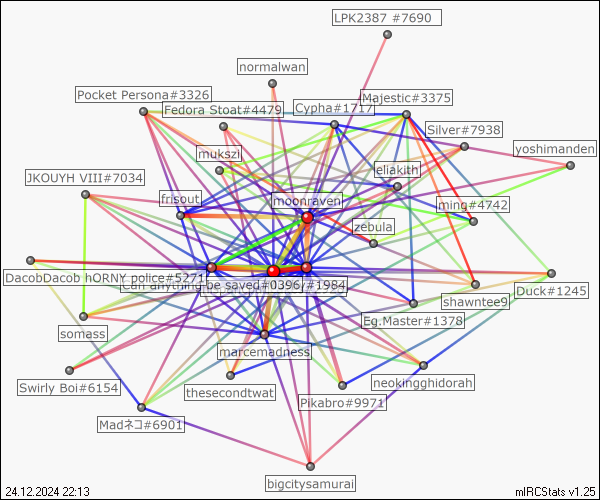 LPK2387 #7690
normalwan
Pocket Persona#3326
Fedora Stoat#4479
Cypha#1717
Majestic#3375
Silver#7938
mukszi
yoshimanden
eliakith
JKOUYH VIII#7034
frisout
moonraven
ming#4742
zebula
DacobDacob hORNY police#5271
be saved#0396
#1984
Duck#1245
shawntee9
Eg.Master#1378
somass
marcemadness
Swirly Boi#6154
thesecondtwat
neokingghidorah
Pikabro#9971
Madネコ#6901
bigcitysamurai
24.12.2024 22:13
mIRCStats v1.25